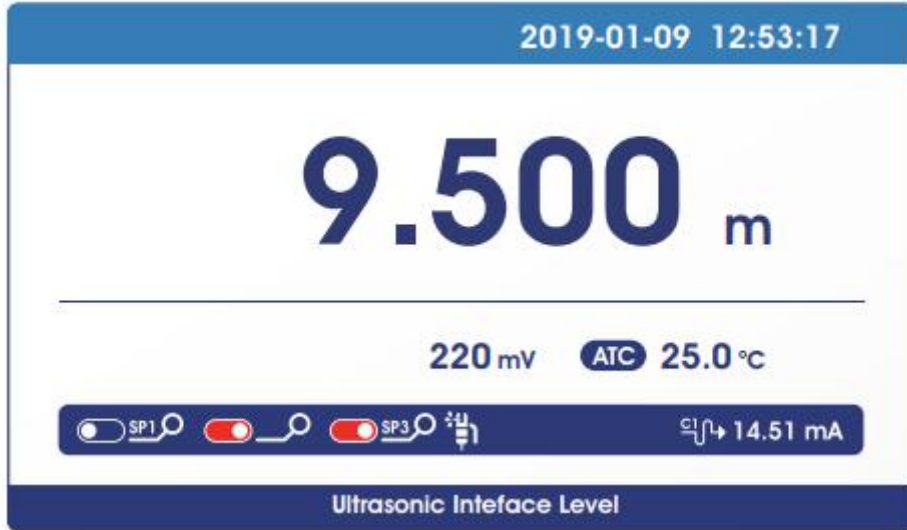 2019-01-09 12:53:17
9.500 m
220 mV ATC 25.0 °C
SP1 SP3 C1 14.51 mA
Ultrasonic Inteface Level